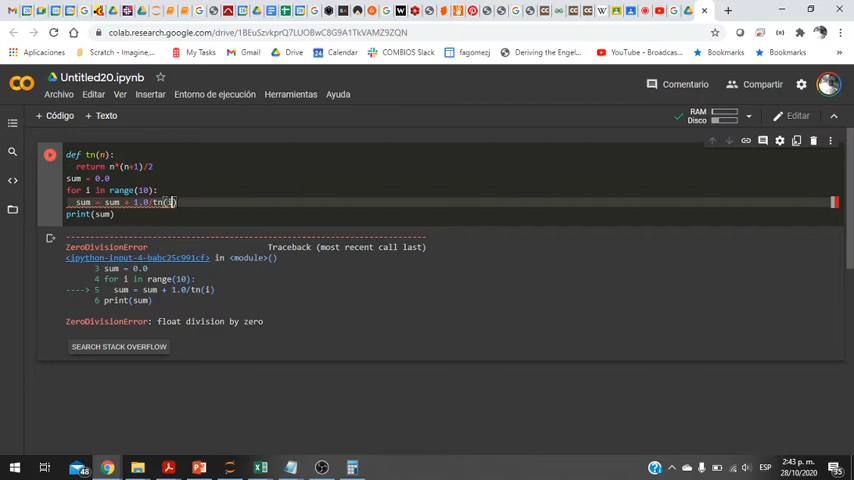 colab.research.google.com/drive/1BEuSzvkprQ7LUOBwC8G9A1TkVAMZ9ZQN
Aplicaciones
Scratch - Imagine,...
My Tasks
Gmail
Drive
Calendar
COMBIOS Slack
fagomezj
Deriving the Engel...
YouTube - Broadcas...
Bookmarks
Bookmarks
Untitled20.ipynb
Comentario
Compartir
Archivo Editar Ver Insertar Entorno de ejecución Herramientas Ayuda
+ Código + Texto
RAM
Disco
Editar
def tn(n):
return n*(n+1)/2
sum = 0.0
for i in range(10):
sum = sum + 1.0/tn(i)
print(sum)
ZeroDivisionError Traceback (most recent call last)
<ipython-input-4-babc25c991cf> in <module>()
3 sum = 0.0
4 for i in range(10):
----> 5 sum = sum + 1.0/tn(i)
6 print(sum)
ZeroDivisionError: float division by zero
SEARCH STACK OVERFLOW
48
ESP
2:43 p. m.
28/10/2020
35